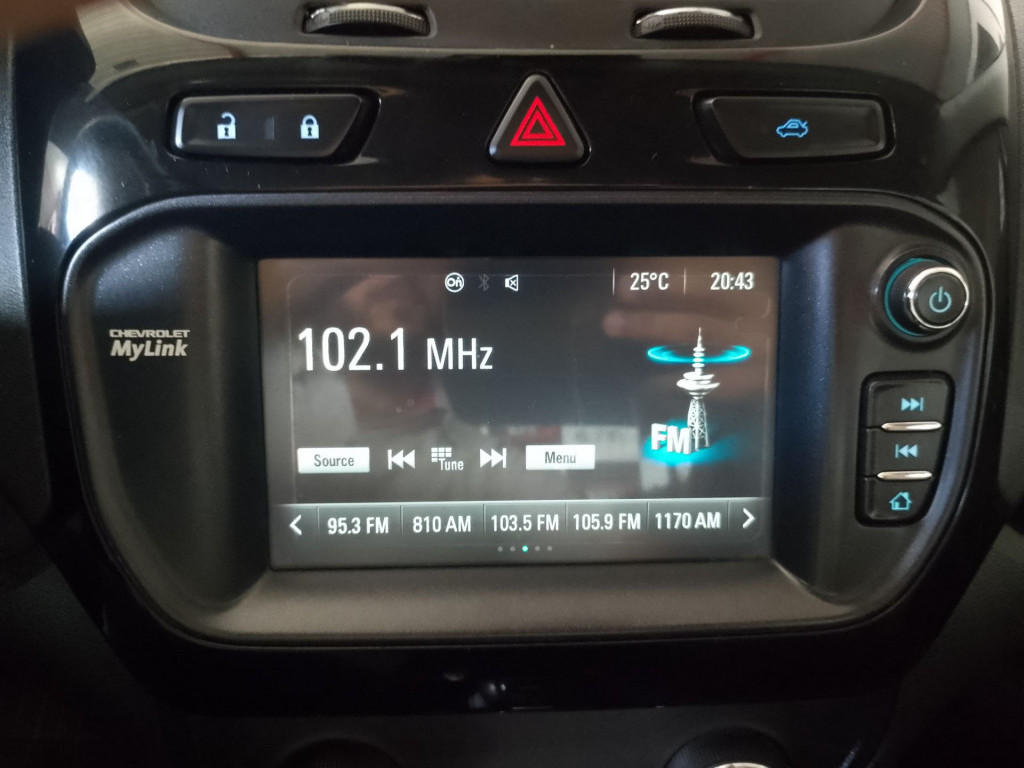 On 25°C 20:43
CHEVROLET
MyLink
102.1 MHz
FM
Source Tune Menu
95.3 FM 810 AM 103.5 FM 105.9 FM 1170 AM